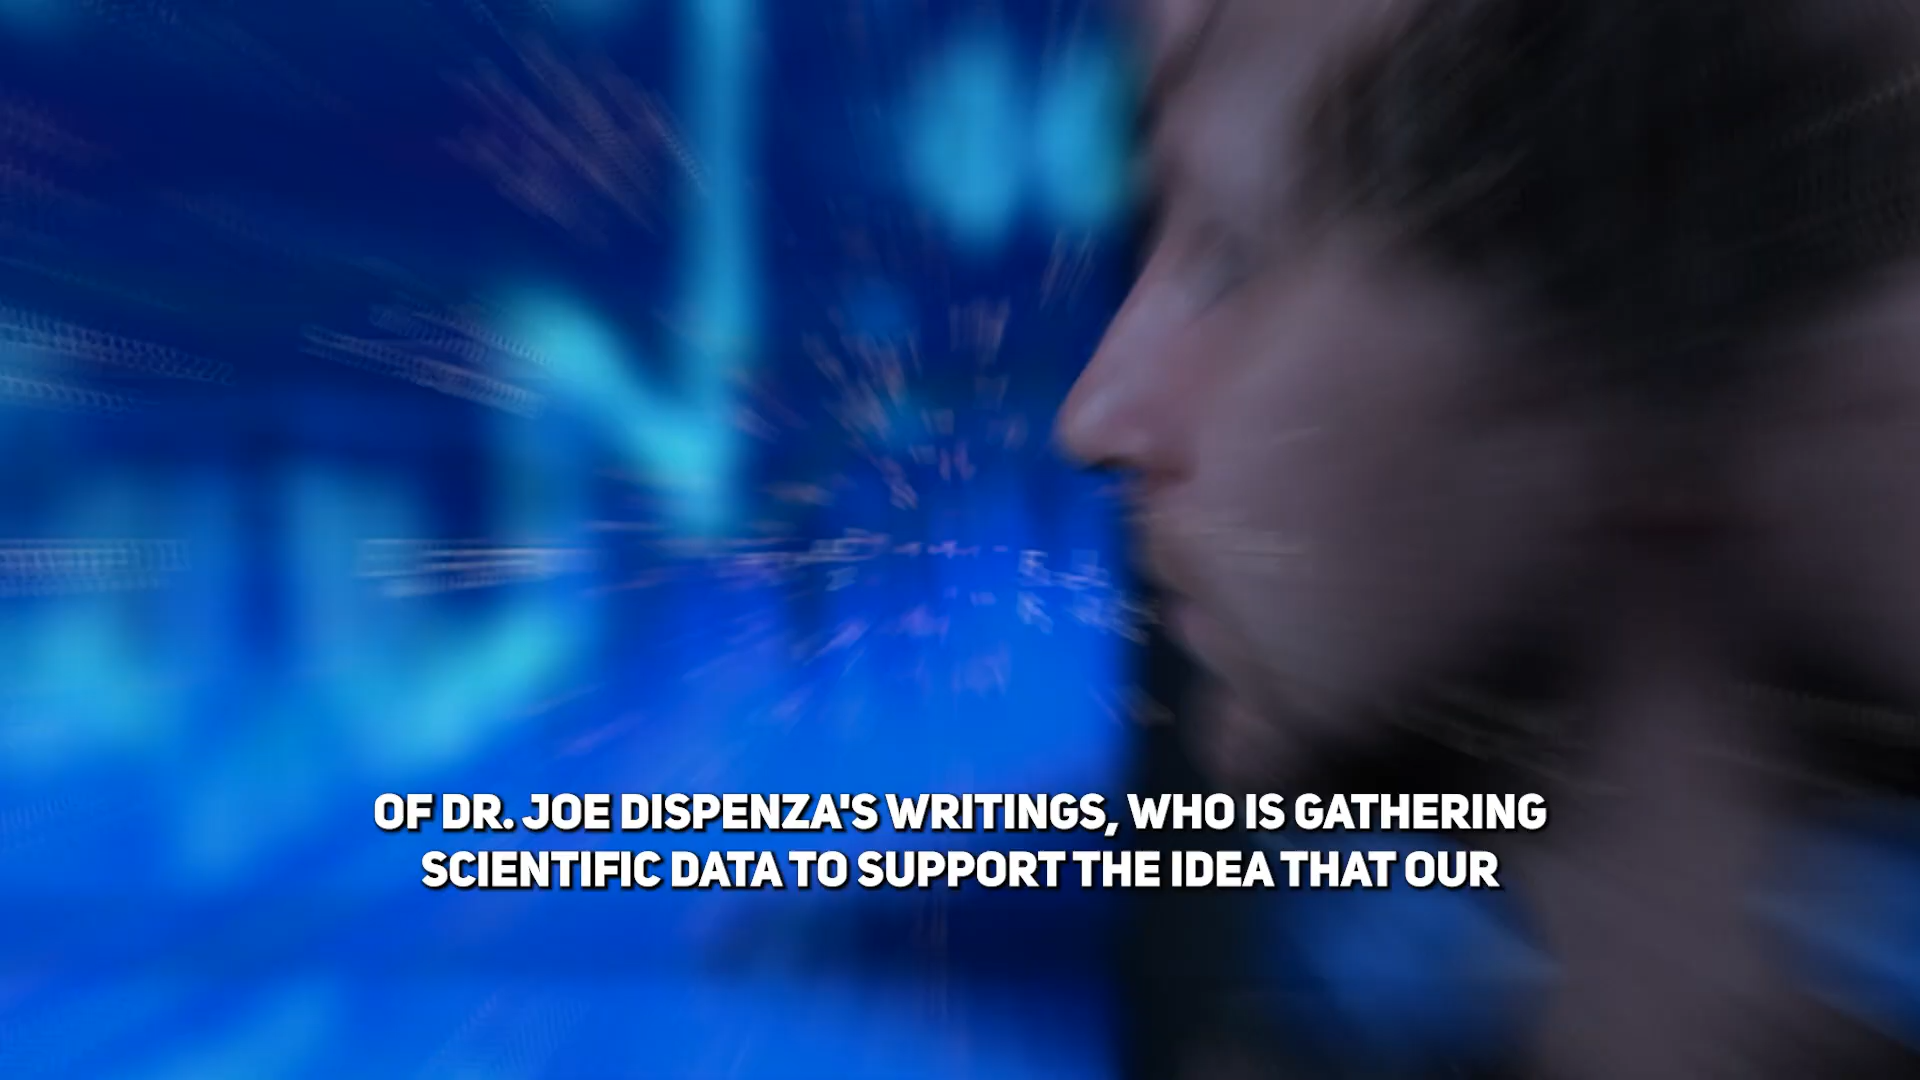 OF DR. JOE DISPENZA'S WRITINGS, WHO IS GATHERING
SCIENTIFIC DATA TO SUPPORT THE IDEA THAT OUR